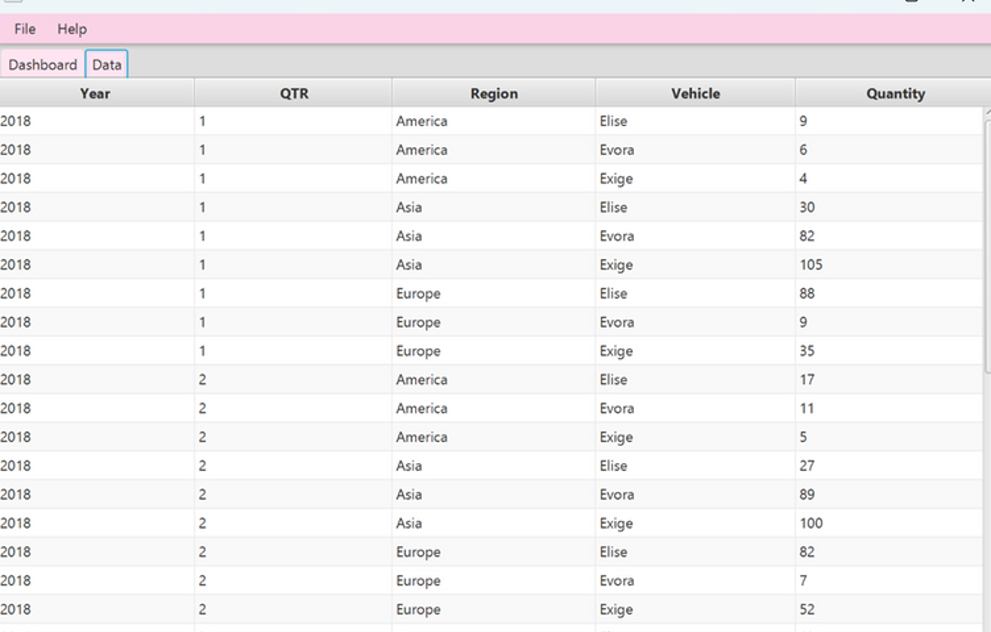 File Help
Dashboard Data
Year QTR Region Vehicle Quantity
2018 1 America Elise 9
2018 1 America Evora 6
2018 1 America Exige 4
2018 1 Asia Elise 30
2018 1 Asia Evora 82
2018 1 Asia Exige 105
2018 1 Europe Elise 88
2018 1 Europe Evora 9
2018 1 Europe Exige 35
2018 2 America Elise 17
2018 2 America Evora 11
2018 2 America Exige 5
2018 2 Asia Elise 27
2018 2 Asia Evora 89
2018 2 Asia Exige 100
2018 2 Europe Elise 82
2018 2 Europe Evora 7
2018 2 Europe Exige 52